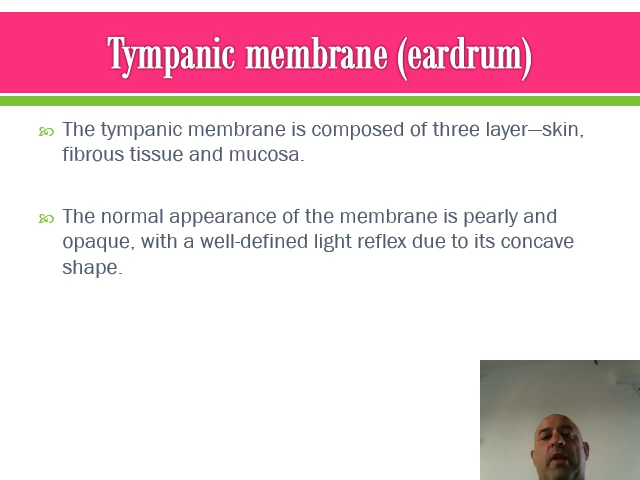 Tympanic membrane (eardrum)
The tympanic membrane is composed of three layer—skin,
fibrous tissue and mucosa.
The normal appearance of the membrane is pearly and
opaque, with a well-defined light reflex due to its concave
shape.